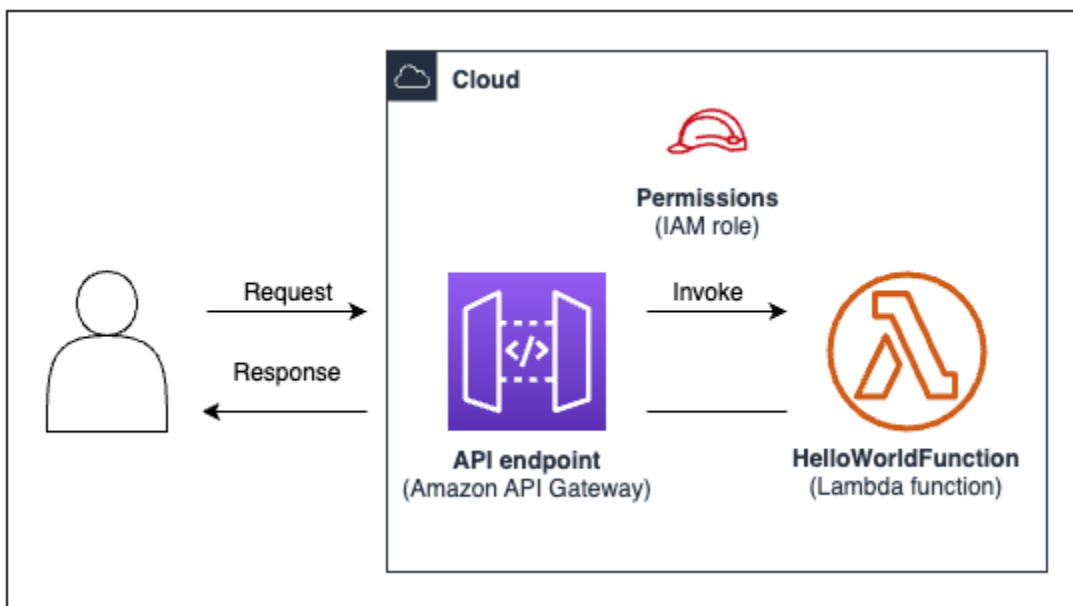 Cloud
Permissions
(IAM role)
Request
Invoke
</>
Response
API endpoint
(Amazon API Gateway)
HelloWorldFunction
(Lambda function)